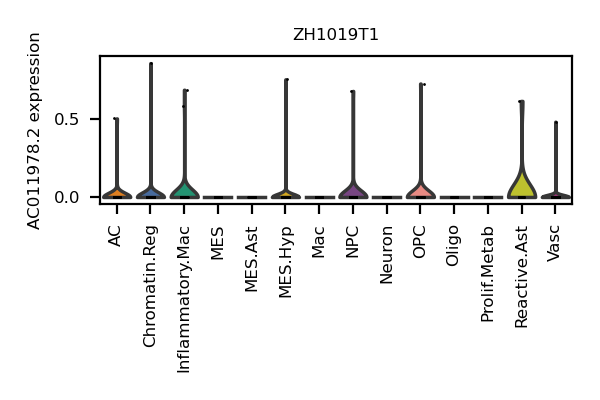 ZH1019T1
AC011978.2 expression
0.5
0.0
AC
Chromatin.Reg
Inflammatory.Mac
MES
MES.Ast
MES.Hyp
Mac
NPC
Neuron
OPC
Oligo
Prolif.Metab
Reactive.Ast
Vasc